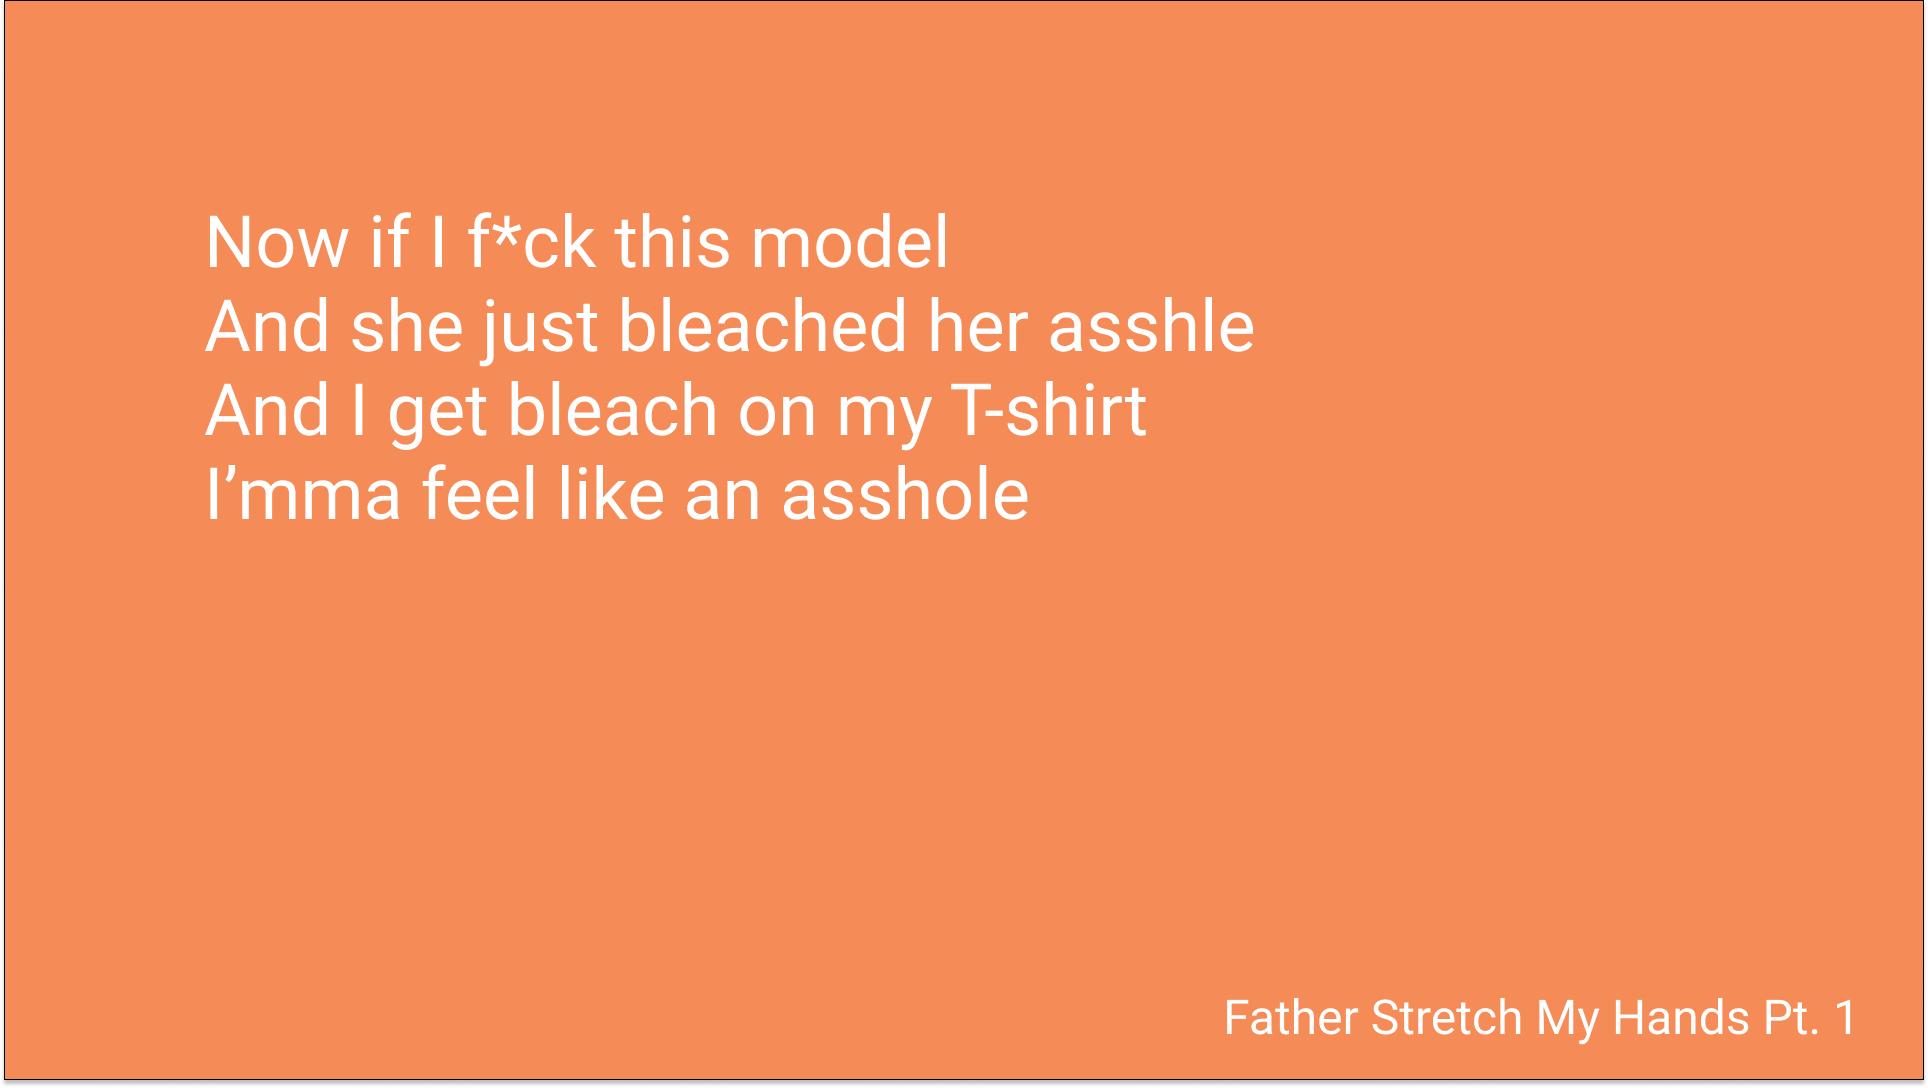 Now if I f*ck this model
And she just bleached her asshle
And I get bleach on my T-shirt
I’mma feel like an asshole
Father Stretch My Hands Pt. 1